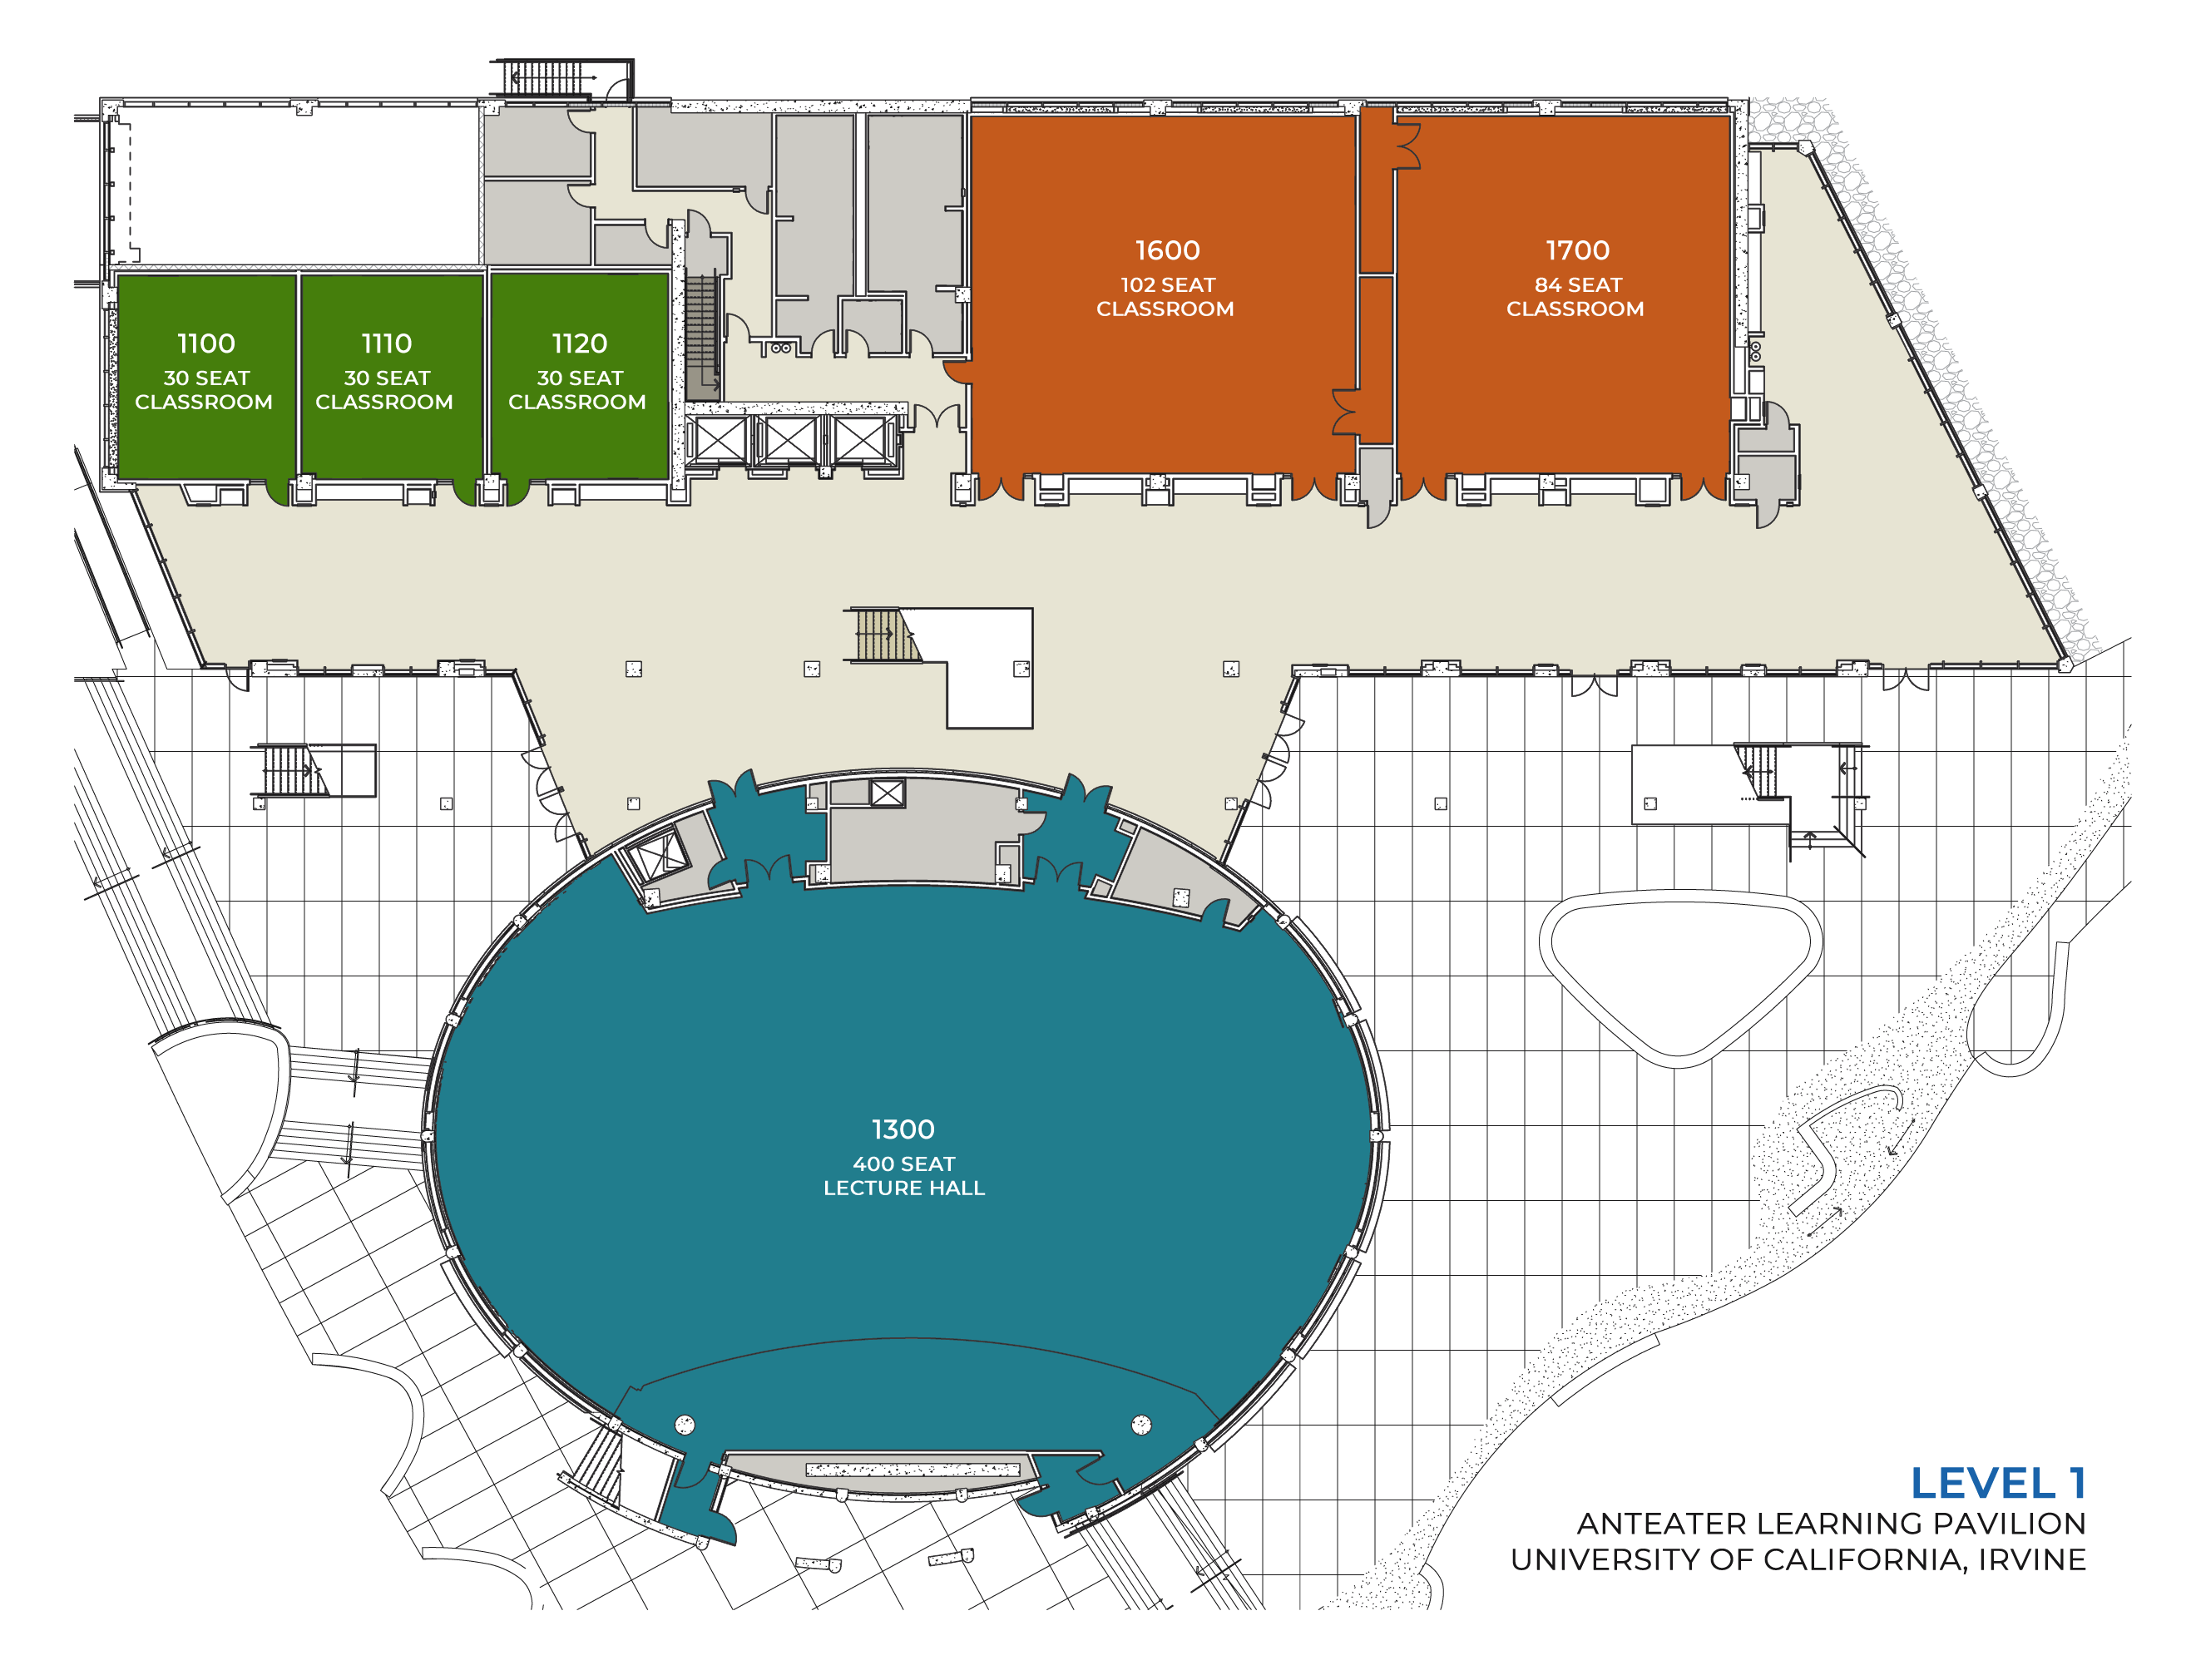 1100
30 SEAT
CLASSROOM
1110
30 SEAT
CLASSROOM
1120
30 SEAT
CLASSROOM
1600
102 SEAT
CLASSROOM
1700
84 SEAT
CLASSROOM
1300
400 SEAT
LECTURE HALL
LEVEL 1
ANTEATER LEARNING PAVILION
UNIVERSITY OF CALIFORNIA, IRVINE